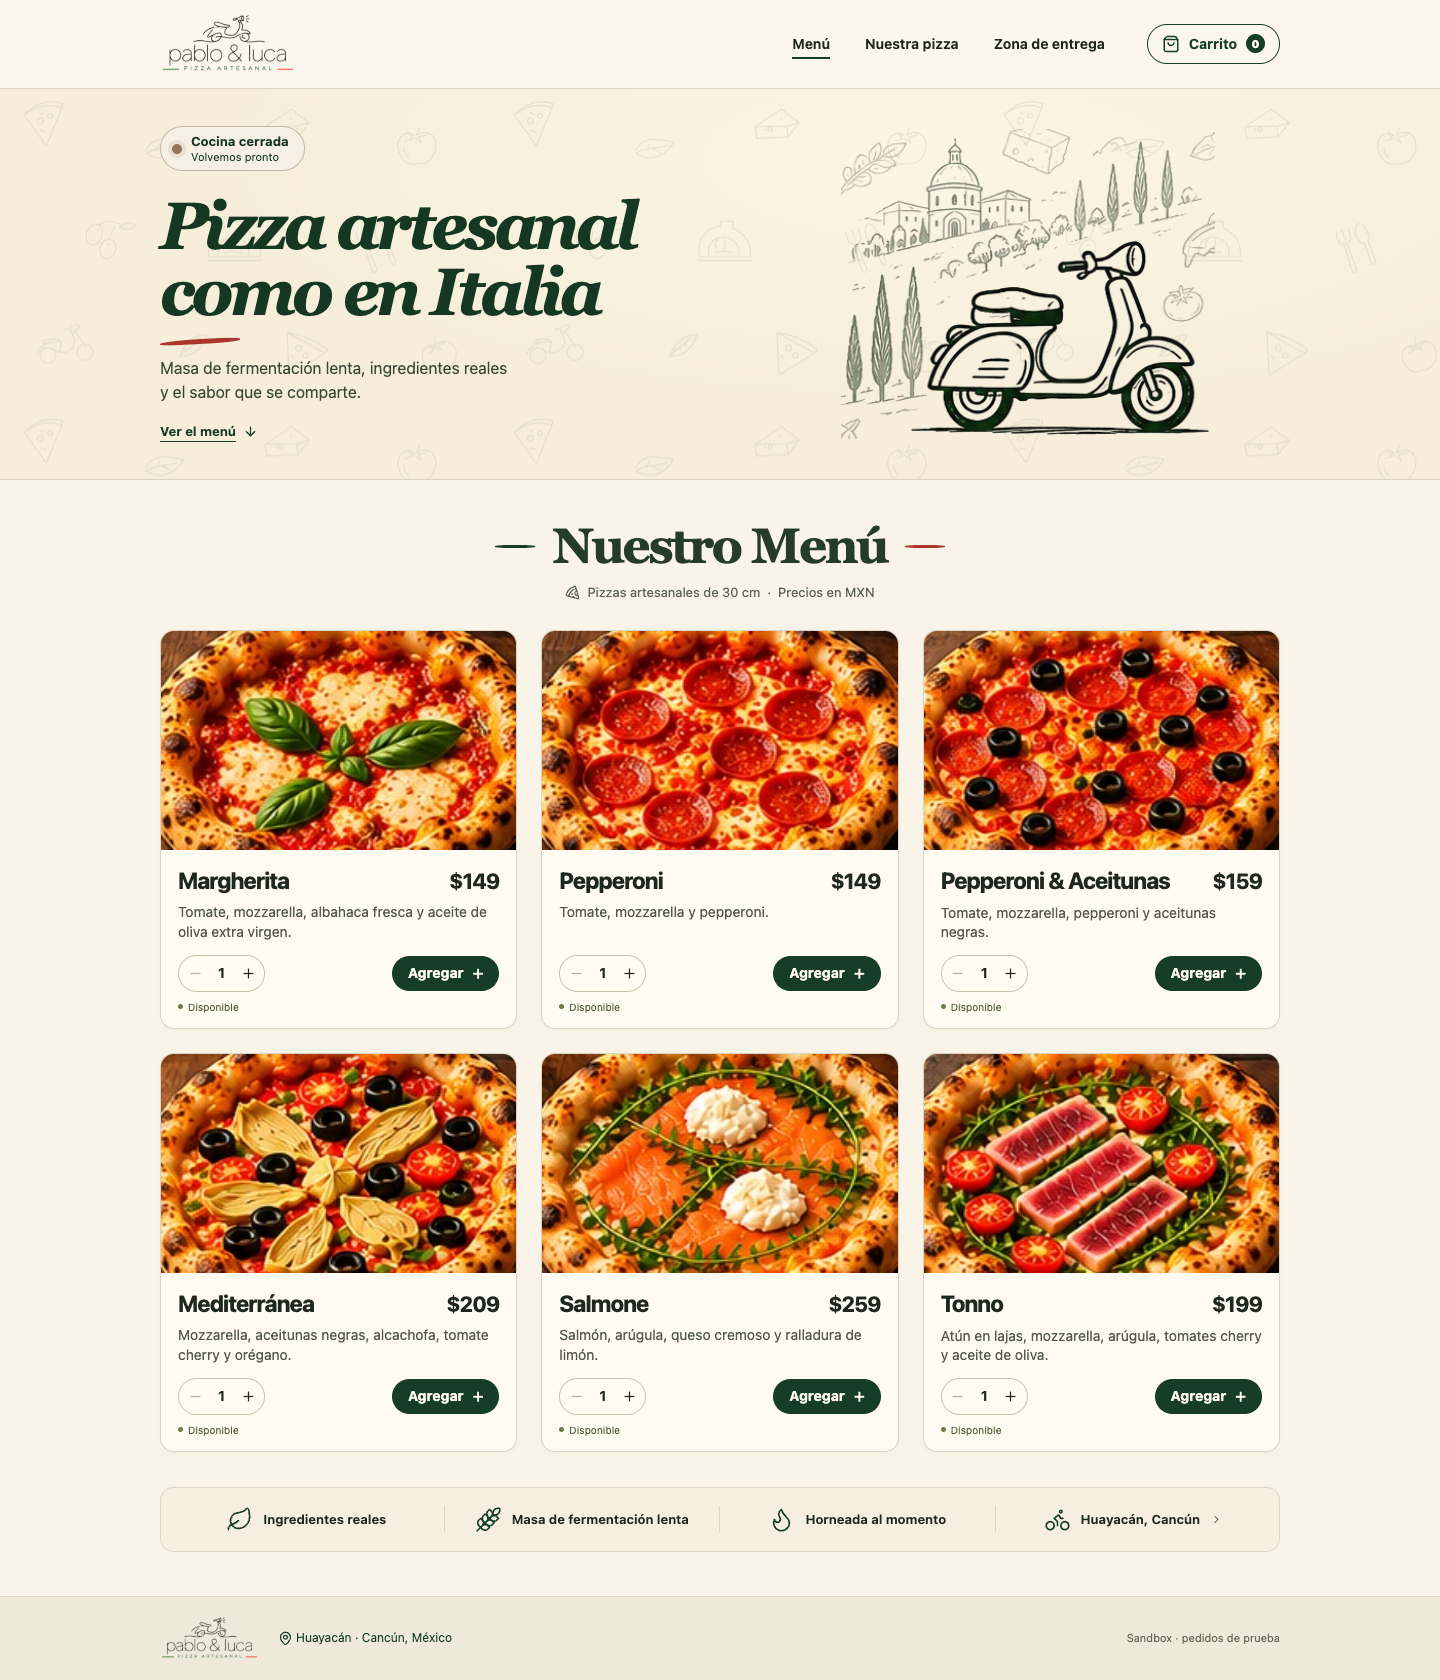 pablo & luca
PIZZA ARTESANAL
Menú
Nuestra pizza
Zona de entrega
Carrito 0
Cocina cerrada
Volvemos pronto
Pizza artesanal
como en Italia
Masa de fermentación lenta, ingredientes reales
y el sabor que se comparte.
Ver el menú
Nuestro Menú
Pizzas artesanales de 30 cm · Precios en MXN
Margherita $149
Tomate, mozzarella, albahaca fresca y aceite de
oliva extra virgen.
− 1 + Agregar +
Disponible
Pepperoni $149
Tomate, mozzarella y pepperoni.
− 1 + Agregar +
Disponible
Pepperoni & Aceitunas $159
Tomate, mozzarella, pepperoni y aceitunas
negras.
− 1 + Agregar +
Disponible
Mediterránea $209
Mozzarella, aceitunas negras, alcachofa, tomate
cherry y orégano.
− 1 + Agregar +
Disponible
Salmone $259
Salmón, arúgula, queso cremoso y ralladura de
limón.
− 1 + Agregar +
Disponible
Tonno $199
Atún en lajas, mozzarella, arúgula, tomates cherry
y aceite de oliva.
− 1 + Agregar +
Disponible
Ingredientes reales
Masa de fermentación lenta
Horneada al momento
Huayacán, Cancún
pablo & luca
PIZZA ARTESANAL
Huayacán · Cancún, México
Sandbox · pedidos de prueba